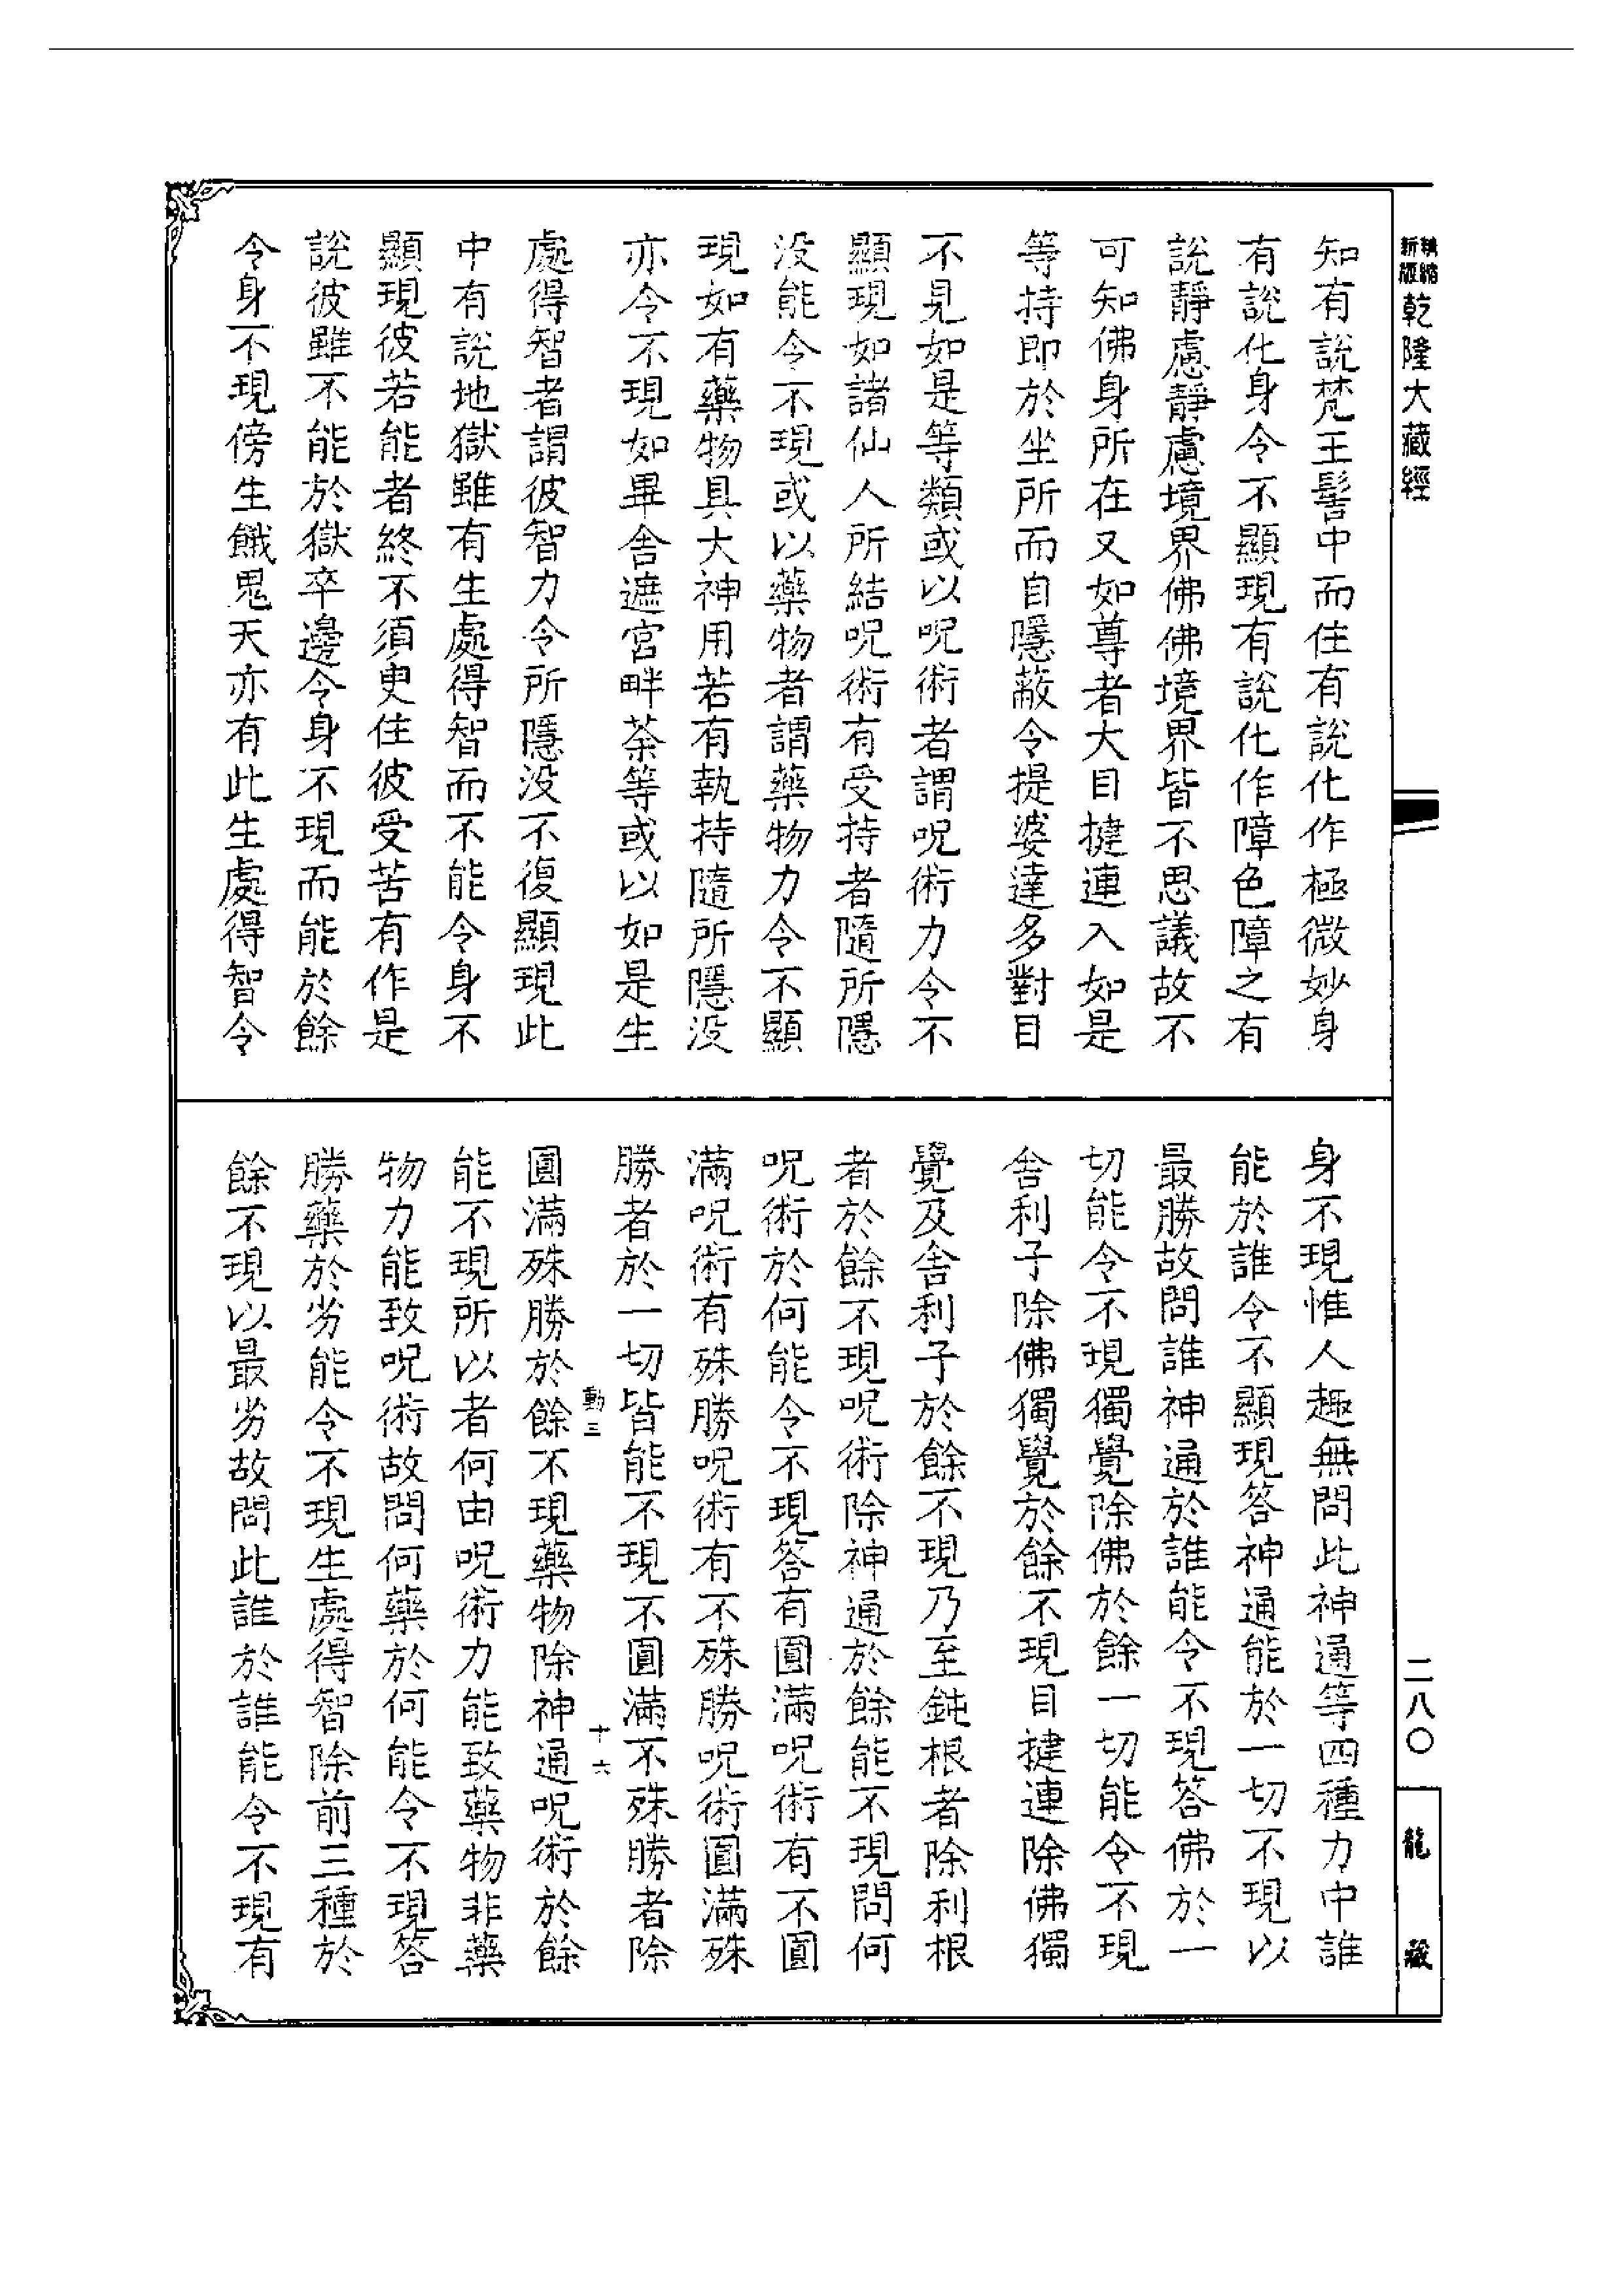 新編縮版乾隆大藏經
知有說梵王髻中而住有說化作極微妙身
有說化身令不顯現有說化作障色障之有
說靜慮靜慮境界佛佛境界皆不思議故不
可知佛身所在又如尊者大目揵連入如是
等持即於坐所而自隱蔽令提婆達多對目
不見如是等類或以呪術者謂呪術力令不
顯現如諸仙人所結呪術有受持者隨所隱
没能令不現或以藥物者謂藥物力令不顯
現如有藥物具大神用若有執持隨所隱没
亦令不現如畢舍遮宮畔茶等或以如是生
處得智者謂彼智力令所隱没不復顯現此
中有說地獄雖有生處得智而不能令身不
顯現彼若能者終不須臾住彼受苦有作是
說彼雖不能於獄卒邊令身不現而能於餘
令身不現傍生餓鬼天亦有此生處得智令
身不現惟人趣無問此神通等四種力中誰
能於誰令不顯現答神通能於一切不現以
最勝故問誰神通於誰能令不現答佛於一
切能令不現獨覺除佛於餘一切能令不現
舍利子除佛獨覺於餘不現目揵連除佛獨
覺及舍利子於餘不現乃至鈍根者除利根
者於餘不現呪術除神通於餘能不現問何
呪術於何能令不現答有圓滿呪術有不圓
滿呪術有殊勝呪術有不殊勝呪術圓滿殊
勝者於一切皆能不現不圓滿不殊勝者除
動三
十六
圓滿殊勝於餘不現藥物除神通呪術於餘
能不現所以者何由呪術力能致藥物非藥
物力能致呪術故問何藥於何能令不現答
勝藥於劣能令不現生處得智除前三種於
餘不現以最劣故問此誰於誰能令不現有
二八〇
龍藏